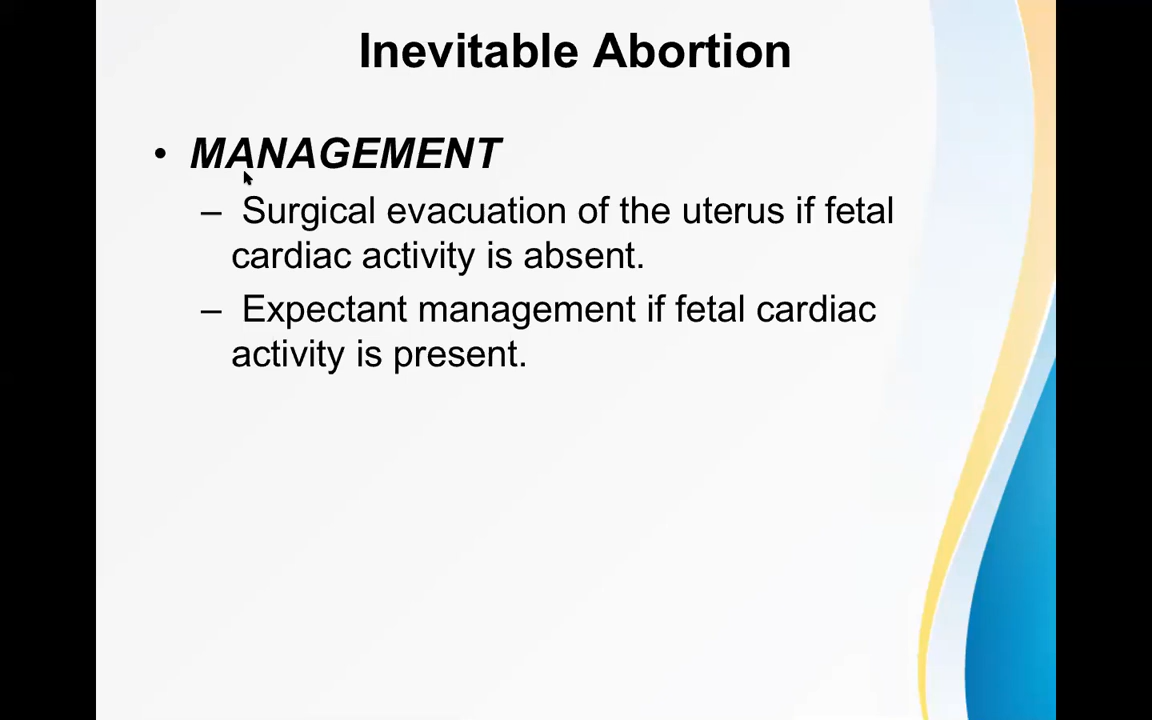 Inevitable Abortion
• MANAGEMENT
– Surgical evacuation of the uterus if fetal
cardiac activity is absent.
– Expectant management if fetal cardiac
activity is present.